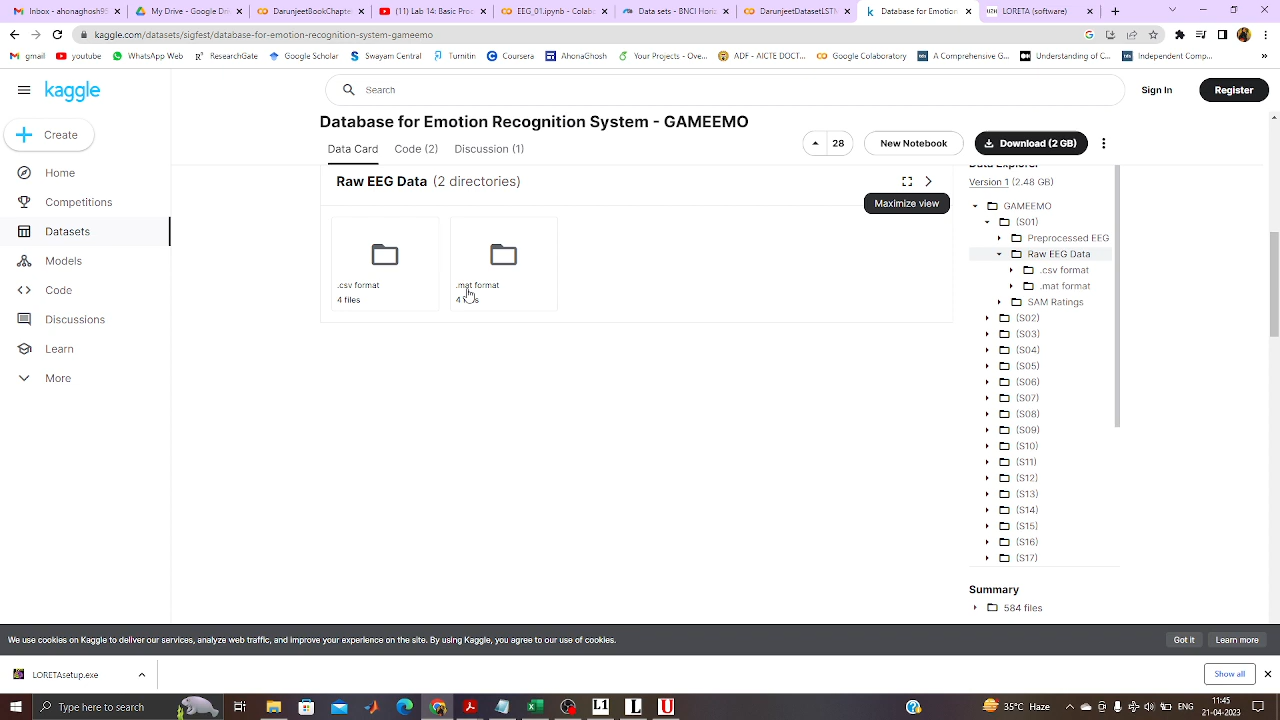 Inbox - ahonaghosh9
My Drive - Google Dri
DarunjeetBookChapte
(11) Lab 14: Basic Proc
EEG_01.ipynb - Colab
Data sets - BNCI Horiz
DarunjeetDatasetLSTM
Database for Emotion
LORETA (software)
kaggle.com/datasets/sigfest/database-for-emotion-recognition-system-gameemo
gmail
youtube
WhatsApp Web
ResearchGate
Google Scholar
Swayam Central
Turnitin
Coursera
AhonaGhosh
Your Projects - Ove...
ADF - AICTE DOCT...
Google Colaboratory
A Comprehensive G...
Understanding of C...
Independent Comp...
kaggle
Search
Sign In
Register
Create
Home
Competitions
Datasets
Models
Code
Discussions
Learn
More
Database for Emotion Recognition System - GAMEEMO
Data Card
Code (2)
Discussion (1)
28
New Notebook
Download (2 GB)
Raw EEG Data (2 directories)
Maximize view
.csv format
4 files
.mat format
Data Explorer
Version 1 (2.48 GB)
GAMEEMO
(S01)
Preprocessed EEG
Raw EEG Data
.csv format
.mat format
SAM Ratings
(S02)
(S03)
(S04)
(S05)
(S06)
(S07)
(S08)
(S09)
(S10)
(S11)
(S12)
(S13)
(S14)
(S15)
(S16)
(S17)
Summary
584 files
We use cookies on Kaggle to deliver our services, analyze web traffic, and improve your experience on the site. By using Kaggle, you agree to our use of cookies.
Got it
Learn more
LORETAsetup.exe
Show all
Type here to search
L1
L
U
35°C Haze
ENG
11:45
21-04-2023